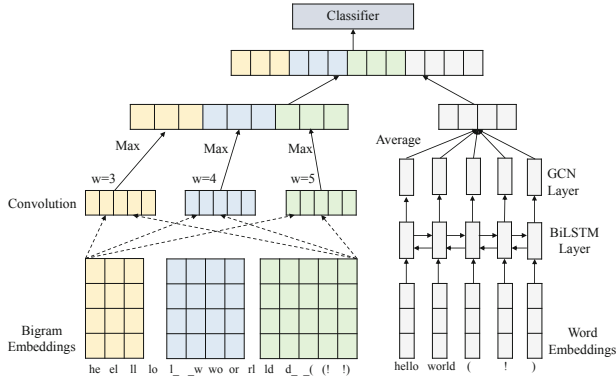 Classifier
Max
Max
Max
Average
w=3
w=4
w=5
GCN
Layer
Convolution
BiLSTM
Layer
Bigram
Embeddings
Word
Embeddings
hello world ( ! )
he el ll lo l_ _w wo or rl ld d_ _( (! !)